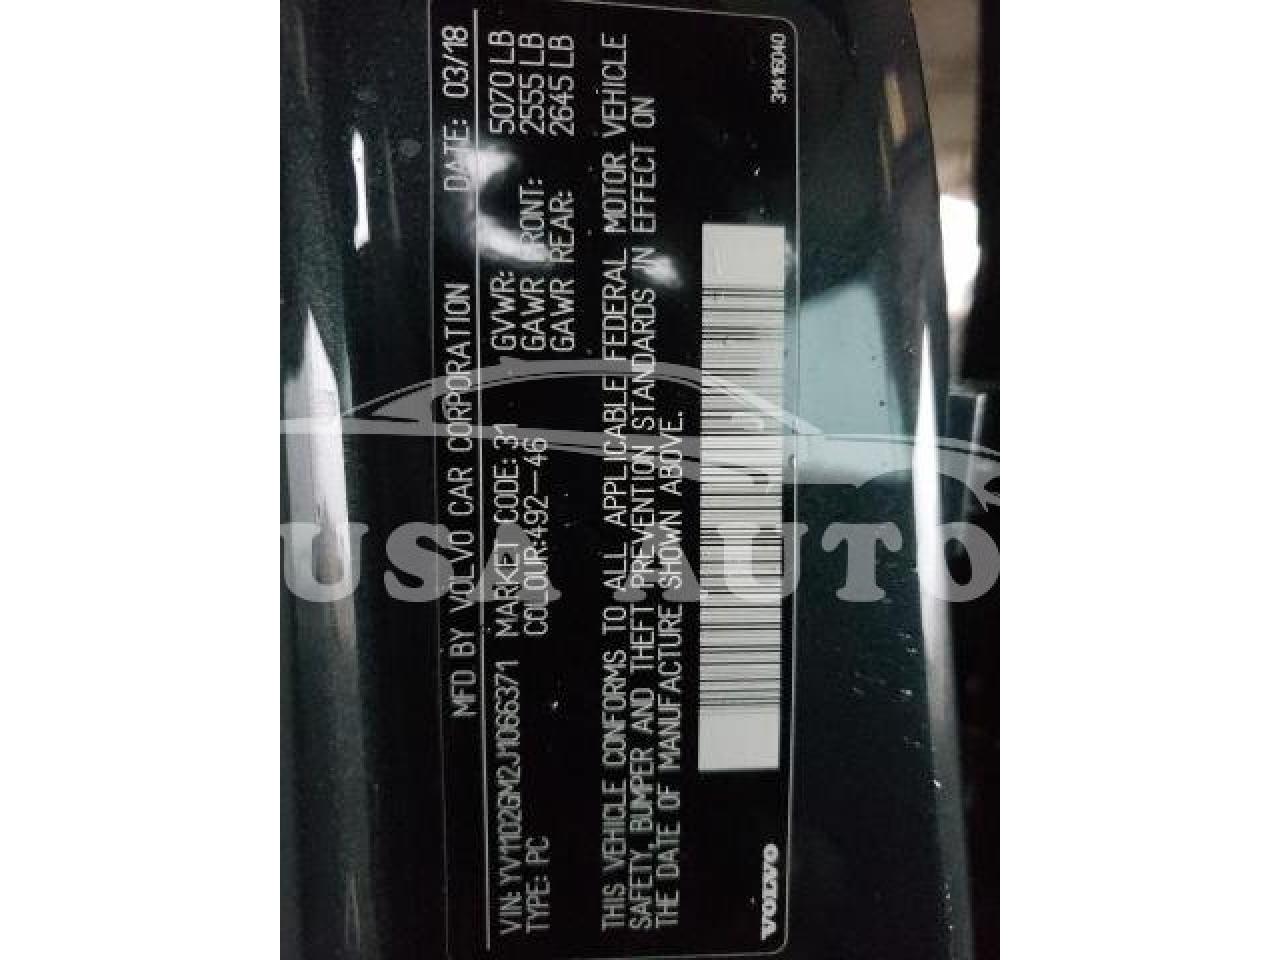 MFD BY VOLVO CAR CORPORATION DATE: 03/18
VIN: YV1102GM2J1066371 MARKET CODE: 31 GVWR: 5070 LB
TYPE: PC COLOUR:492-46 GAWR FRONT: 2555 LB
GAWR REAR: 2645 LB
THIS VEHICLE CONFORMS TO ALL APPLICABLE FEDERAL MOTOR VEHICLE
SAFETY, BUMPER AND THEFT PREVENTION STANDARDS IN EFFECT ON
THE DATE OF MANUFACTURE SHOWN ABOVE.
VOLVO 31416040
USA AUTO